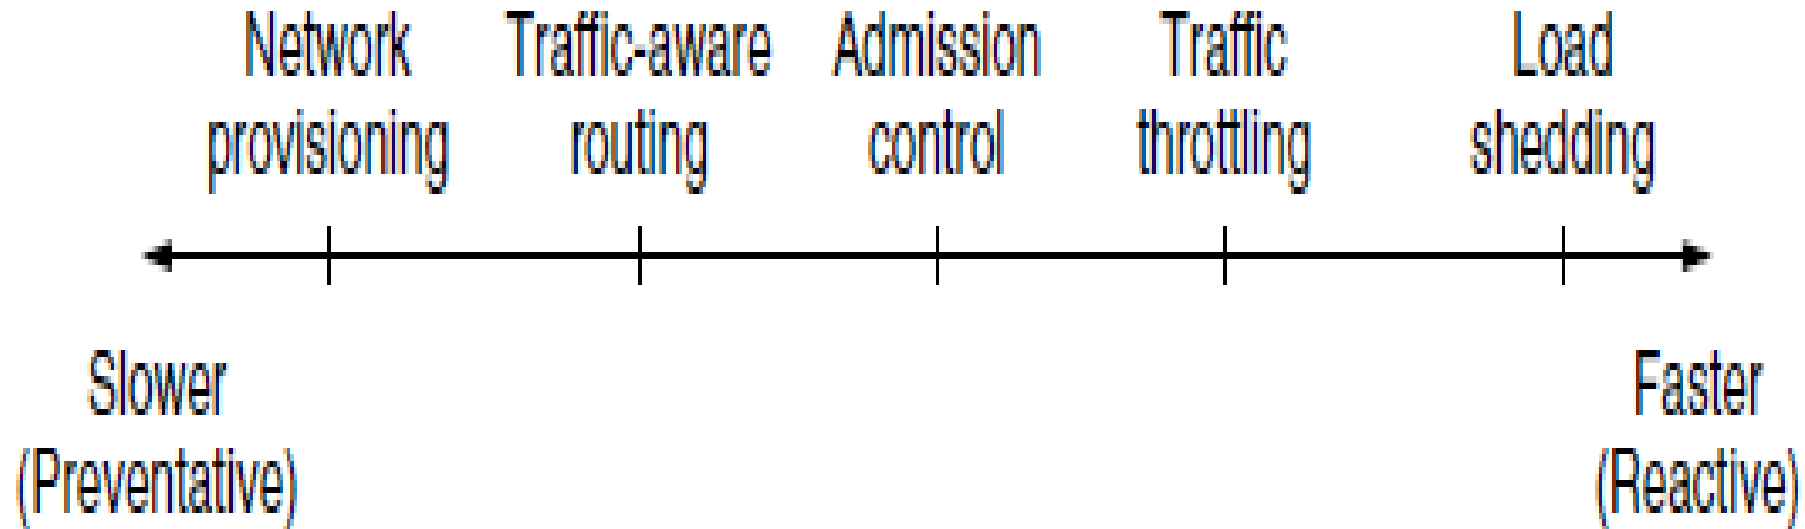 Network
provisioning
Traffic-aware
routing
Admission
control
Traffic
throttling
Load
shedding
Slower
(Preventative)
Faster
(Reactive)